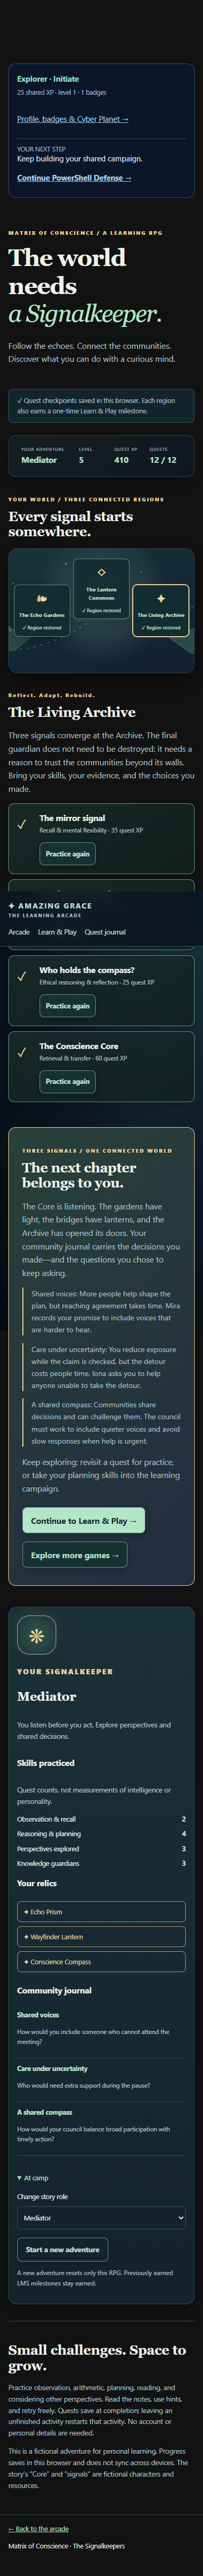 Explorer · Initiate
25 shared XP · level 1 · 1 badges
Profile, badges & Cyber Planet →
YOUR NEXT STEP
Keep building your shared campaign.
Continue PowerShell Defense →
MATRIX OF CONSCIENCE / A LEARNING RPG
The world
needs
a Signalkeeper.
Follow the echoes. Connect the communities.
Discover what you can do with a curious mind.
✓ Quest checkpoints saved in this browser. Each region
also earns a one-time Learn & Play milestone.
YOUR ADVENTURE
Mediator
LEVEL
5
QUEST XP
410
QUESTS
12 / 12
YOUR WORLD / THREE CONNECTED REGIONS
Every signal starts
somewhere.
The Echo Gardens
✓ Region restored
The Lantern
Commons
✓ Region restored
The Living Archive
✓ Region restored
Reflect. Adapt. Rebuild.
The Living Archive
Three signals converge at the Archive. The final
guardian does not need to be destroyed: it needs a
reason to trust the communities beyond its walls.
Bring your skills, your evidence, and the choices you
made.
✓ The mirror signal
Recall & mental flexibility · 35 quest XP
Practice again
✦ AMAZING GRACE
THE LEARNING ARCADE
Arcade Learn & Play Quest journal
✓ Who holds the compass?
Ethical reasoning & reflection · 25 quest XP
Practice again
✓ The Conscience Core
Retrieval & transfer · 60 quest XP
Practice again
THREE SIGNALS / ONE CONNECTED WORLD
The next chapter
belongs to you.
The Core is listening. The gardens have
light, the bridges have lanterns, and the
Archive has opened its doors. Your
community journal carries the decisions you
made—and the questions you chose to
keep asking.
Shared voices: More people help shape the
plan, but reaching agreement takes time. Mira
records your promise to include voices that
are harder to hear.
Care under uncertainty: You reduce exposure
while the claim is checked, but the detour
costs people time. Iona asks you to help
anyone unable to take the detour.
A shared compass: Communities share
decisions and can challenge them. The council
must work to include quieter voices and avoid
slow responses when help is urgent.
Keep exploring: revisit a quest for practice,
or take your planning skills into the learning
campaign.
Continue to Learn & Play →
Explore more games →
YOUR SIGNALKEEPER
Mediator
You listen before you act. Explore perspectives and
shared decisions.
Skills practiced
Quest counts, not measurements of intelligence or
personality.
Observation & recall 2
Reasoning & planning 4
Perspectives explored 3
Knowledge guardians 3
Your relics
✦ Echo Prism
✦ Wayfinder Lantern
✦ Conscience Compass
Community journal
Shared voices
How would you include someone who cannot attend the
meeting?
Care under uncertainty
Who would need extra support during the pause?
A shared compass
How would your council balance broad participation with
timely action?
▼ At camp
Change story role
Mediator
Start a new adventure
A new adventure resets only this RPG. Previously earned
LMS milestones stay earned.
Small challenges. Space to
grow.
Practice observation, arithmetic, planning, reading, and
considering other perspectives. Read the notes, use hints,
and retry freely. Quests save at completion; leaving an
unfinished activity restarts that activity. No account or
personal details are needed.
This is a fictional adventure for personal learning. Progress
saves in this browser and does not sync across devices. The
story's "Core" and "signals" are fictional characters and
resources.
← Back to the arcade
Matrix of Conscience · The Signalkeepers